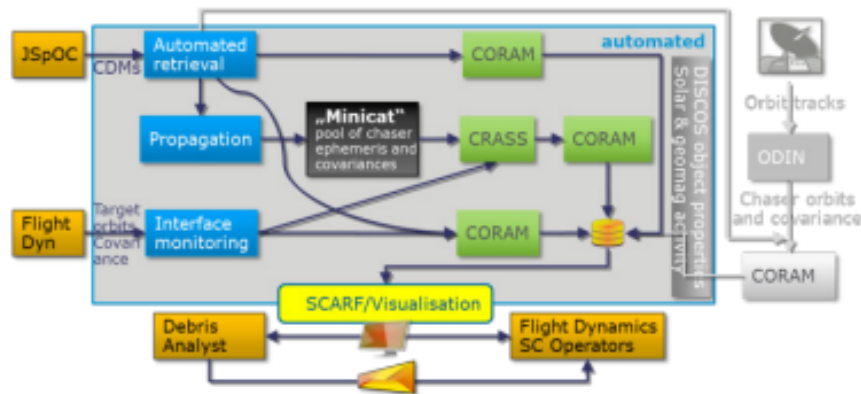 JSpOC
CDMs
Automated
retrieval
CORAM
automated
Propagation
„Minicat“
pool of chaser
ephemeris and
covariances
CRASS
CORAM
DISCOS object properties
Solar & geomag activity
Orbit tracks
ODIN
Chaser orbits
and covariance
CORAM
Flight
Dyn
Target
orbits
Covari
ance
Interface
monitoring
CORAM
SCARF/Visualisation
Debris
Analyst
Flight Dynamics
SC Operators